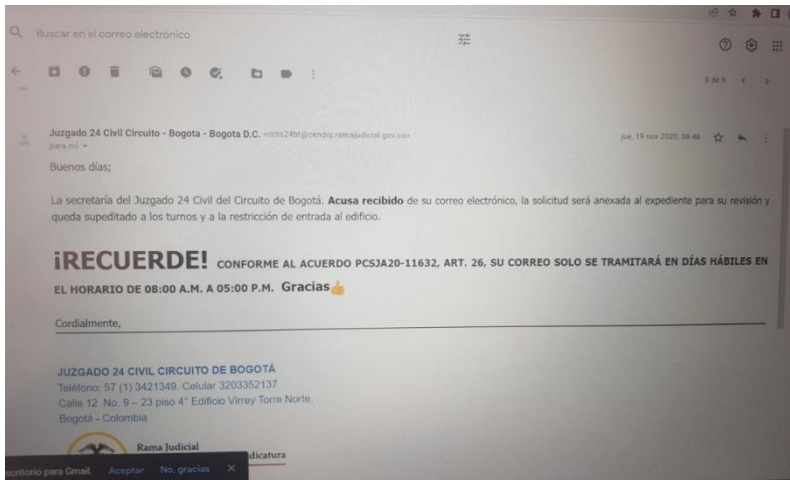 Buscar en el correo electrónico
8 de 9
Juzgado 24 Civil Circuito - Bogota - Bogota D.C. <ccto24bt@cendoj.ramajudicial.gov.co>
jue, 19 nov 2020, 08:46
para mí
Buenos días;
La secretaría del Juzgado 24 Civil del Circuito de Bogotá. Acusa recibido de su correo electrónico, la solicitud será anexada al expediente para su revisión y
queda supeditado a los turnos y a la restricción de entrada al edificio.
¡RECUERDE! CONFORME AL ACUERDO PCSJA20-11632, ART. 26, SU CORREO SOLO SE TRAMITARÁ EN DÍAS HÁBILES EN
EL HORARIO DE 08:00 A.M. A 05:00 P.M. Gracias👍
Cordialmente,
JUZGADO 24 CIVIL CIRCUITO DE BOGOTÁ
Teléfono: 57 (1) 3421349. Celular 3203352137
Calle 12 No. 9 – 23 piso 4° Edificio Virrey Torre Norte.
Bogotá - Colombia
Rama Judicial
dicatura
scritorio para Gmail. Aceptar No, gracias